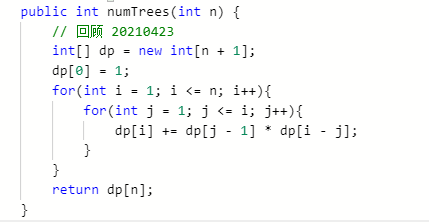 public int numTrees(int n) {
    // 回顾 20210423
    int[] dp = new int[n + 1];
    dp[0] = 1;
    for(int i = 1; i <= n; i++){
        for(int j = 1; j <= i; j++){
            dp[i] += dp[j - 1] * dp[i - j];
        }
    }
    return dp[n];
}